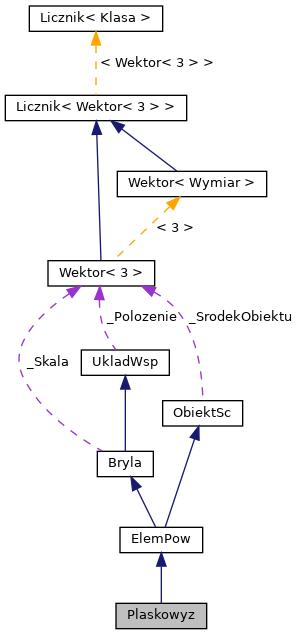 Licznik< Klasa >
< Wektor< 3 > >
Licznik< Wektor< 3 > >
Wektor< Wymiar >
< 3 >
Wektor< 3 >
_Polozenie
_SrodekObiektu
_Skala
UkladWsp
ObiektSc
Bryla
ElemPow
Plaskowyz